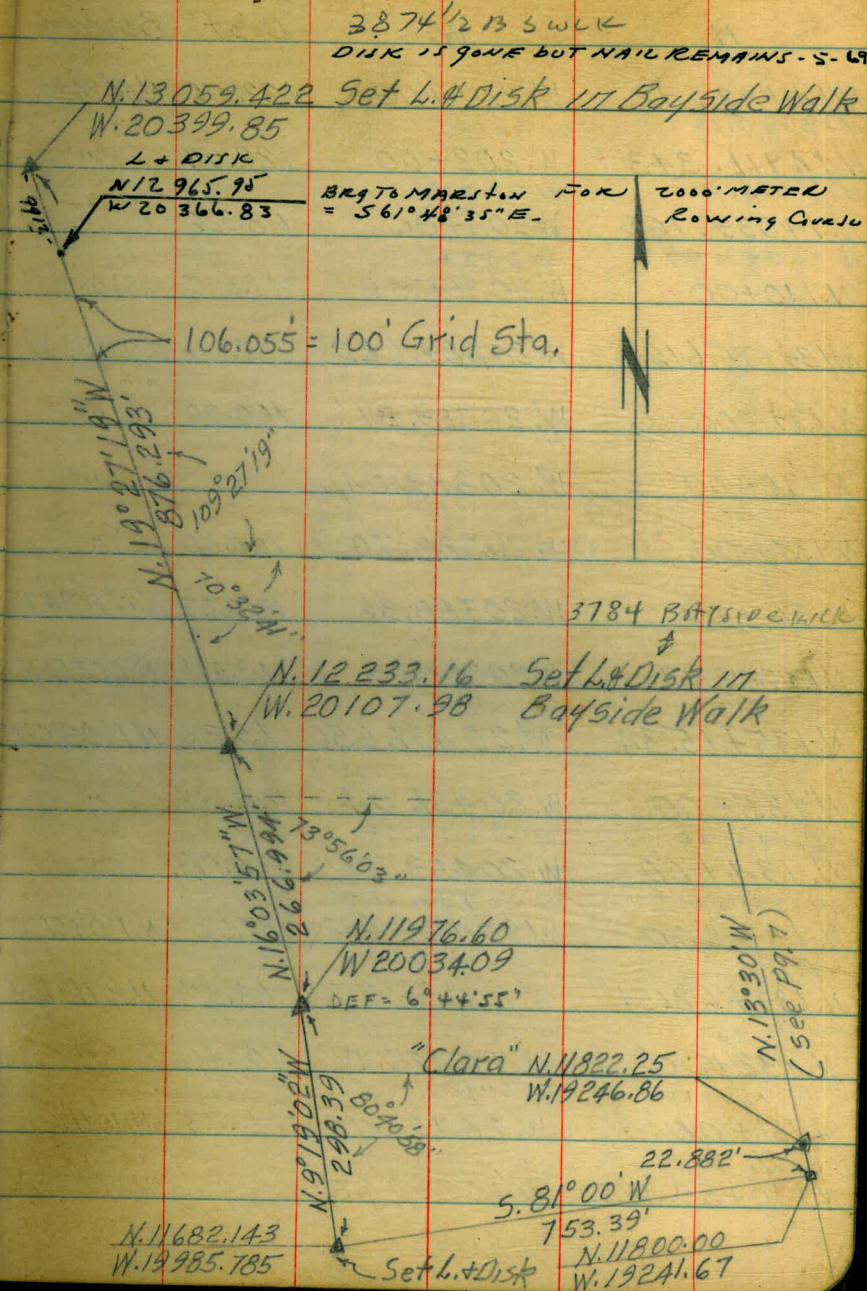 3874 1/2 B S WLK
DISK IS gONE BUT NAIL REMAINS - 5-69
N. 13059.422 Set L.&Disk in Bayside Walk
W. 20399.85
L & DISK
N 12 965.95
W 20 366.83
BRg TO MARSTON FOR 2000' METER
= S 61° 48' 35" E. Rowing Course
99.12'
106.055' = 100' Grid Sta.
N
N. 19° 27' 19" W
876.293'
109° 27' 19"
70° 32' 41"
3784 BAYSIDE WLK
N. 12 233.16 Set L.&Disk in
W. 20107.98 Bayside Walk
N. 16° 03' 57" W.
266.994'
73° 56' 03"
N. 11976.60
W 20034.09
DEF = 6° 44' 55"
N. 13° 30' W
(See Pg. 7)
"Clara" N. 11822.25
W. 19246.86
N. 9° 19' 02" W
298.39
80° 40' 58"
22.882'
S. 81° 00' W
753.39'
N. 11682.143
W. 19985.785
Set L.&Disk
N. 11800.00
W. 19241.67